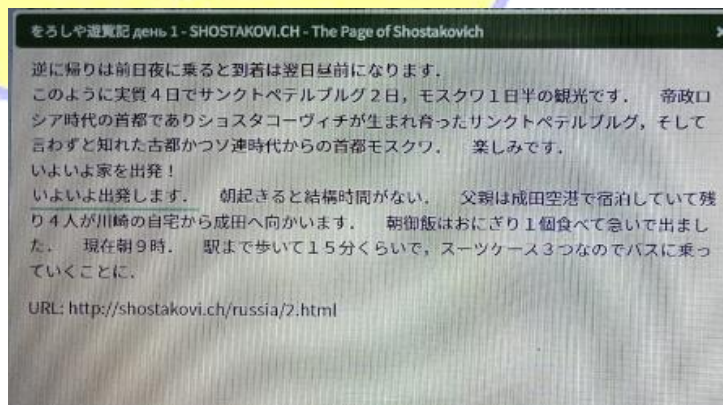 をろしや遊覧記 день 1 - SHOSTAKOVI.CH - The Page of Shostakovich
逆に帰りは前日夜に乗ると到着は翌日昼前になります．
このように実質４日でサンクトペテルブルグ２日，モスクワ１日半の観光です．　帝政ロ
シア時代の首都でありショスタコーヴィチが生まれ育ったサンクトペテルブルグ，そして
言わずと知れた古都かつソ連時代からの首都モスクワ．　楽しみです．
いよいよ家を出発！
いよいよ出発します．　朝起きると結構時間がない．　父親は成田空港で宿泊していて残
り４人が川崎の自宅から成田へ向かいます．　朝御飯はおにぎり１個食べて急いで出まし
た．　現在朝９時．　駅まで歩いて１５分くらいで，スーツケース３つなのでバスに乗っ
ていくことに．
URL: http://shostakovi.ch/russia/2.html